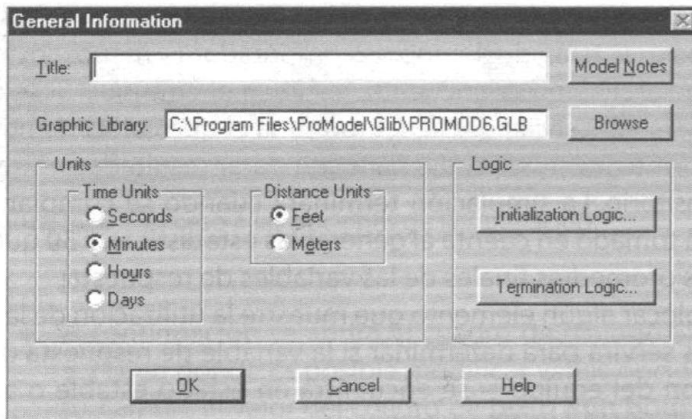 General Information
Title:
Model Notes
Graphic Library: C:\Program Files\ProModel\Glib\PROMOD6.GLB
Browse
Units
Time Units
Seconds
Minutes
Hours
Days
Distance Units
Feet
Meters
Logic
Initialization Logic...
Termination Logic...
OK
Cancel
Help